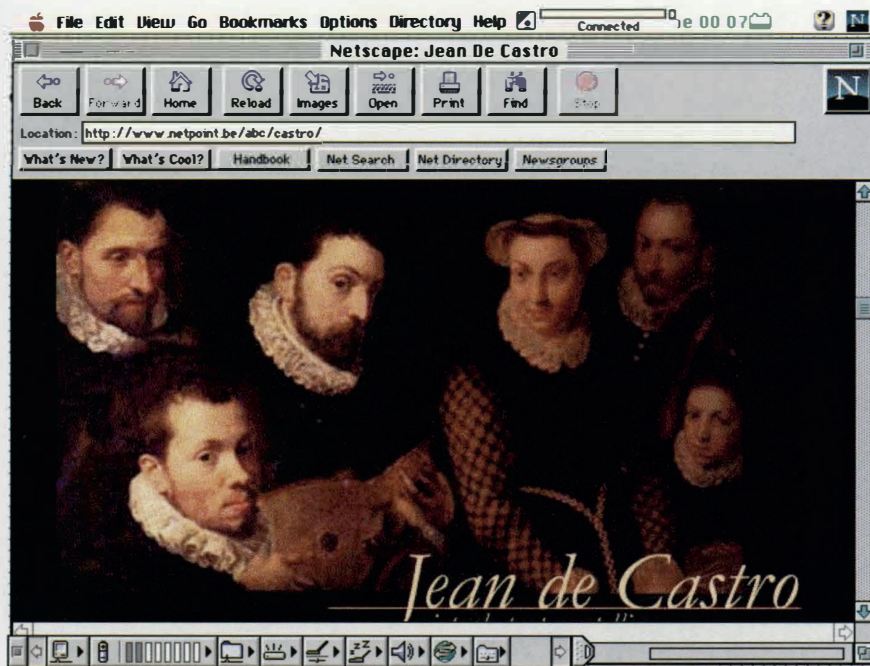 File Edit View Go Bookmarks Options Directory Help Connected 00 07 ?
N
Netscape: Jean De Castro
Back Forward Home Reload Images Open Print Find Stop N
Location: http://www.netpoint.be/abc/castro/
What's New? What's Cool? Handbook Net Search Net Directory Newsgroups
Jean de Castro